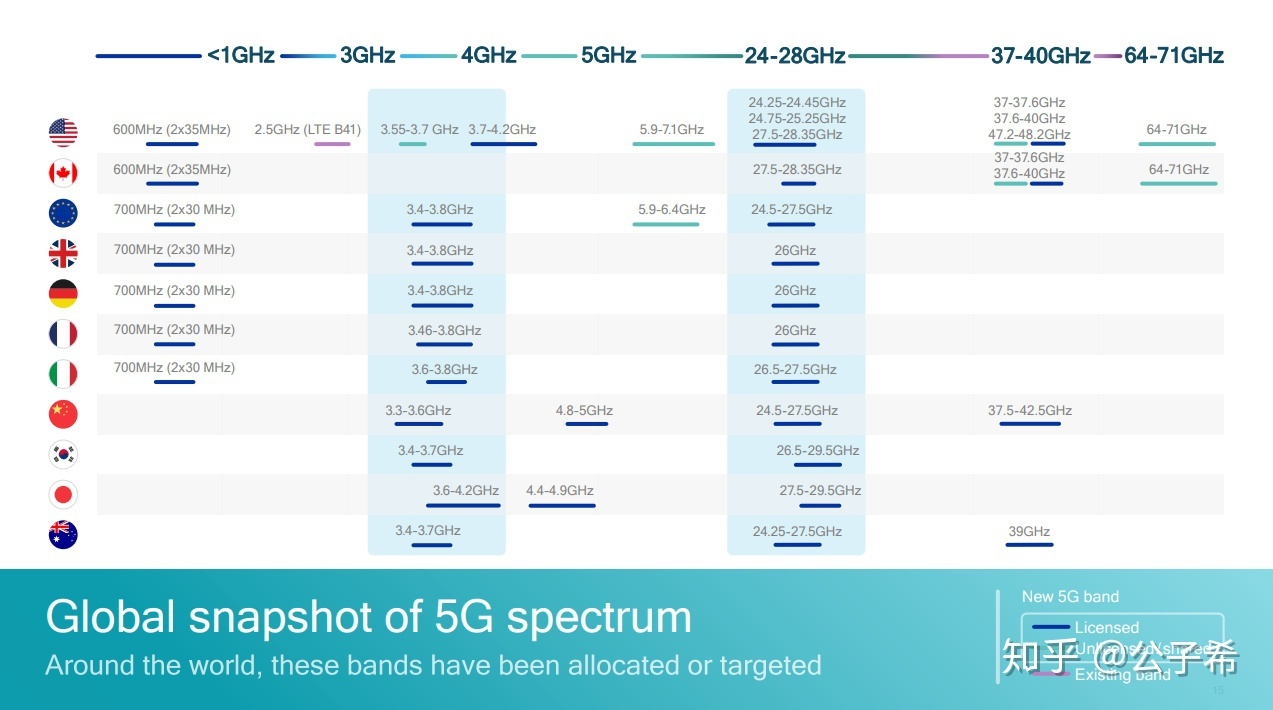 <1GHz 3GHz 4GHz 5GHz 24-28GHz 37-40GHz 64-71GHz
24.25-24.45GHz 37-37.6GHz
24.75-25.25GHz 37.6-40GHz
600MHz (2x35MHz) 2.5GHz (LTE B41) 3.55-3.7 GHz 3.7-4.2GHz 5.9-7.1GHz 27.5-28.35GHz 47.2-48.2GHz 64-71GHz
37-37.6GHz
600MHz (2x35MHz) 27.5-28.35GHz 37.6-40GHz 64-71GHz
700MHz (2x30 MHz) 3.4-3.8GHz 5.9-6.4GHz 24.5-27.5GHz
700MHz (2x30 MHz) 3.4-3.8GHz 26GHz
700MHz (2x30 MHz) 3.4-3.8GHz 26GHz
700MHz (2x30 MHz) 3.46-3.8GHz 26GHz
700MHz (2x30 MHz) 3.6-3.8GHz 26.5-27.5GHz
3.3-3.6GHz 4.8-5GHz 24.5-27.5GHz 37.5-42.5GHz
3.4-3.7GHz 26.5-29.5GHz
3.6-4.2GHz 4.4-4.9GHz 27.5-29.5GHz
3.4-3.7GHz 24.25-27.5GHz 39GHz
Global snapshot of 5G spectrum
Around the world, these bands have been allocated or targeted
New 5G band
Licensed
Unlicensed/shared
Existing band
知乎 @公子希
15